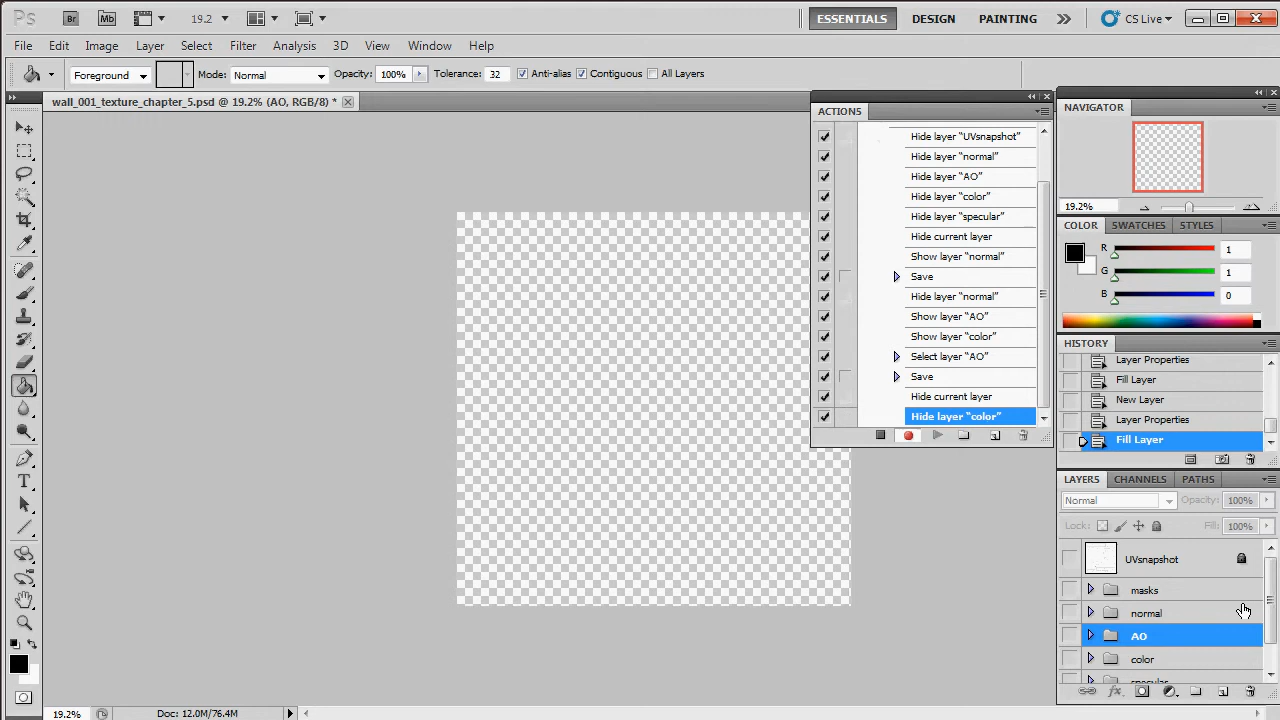 Ps Br Mb 19.2 ESSENTIALS DESIGN PAINTING CS Live
File Edit Image Layer Select Filter Analysis 3D View Window Help
Foreground Mode: Normal Opacity: 100% Tolerance: 32 Anti-alias Contiguous All Layers
wall_001_texture_chapter_5.psd @ 19.2% (AO, RGB/8) *
ACTIONS
Hide layer “UVsnapshot”
Hide layer “normal”
Hide layer “AO”
Hide layer “color”
Hide layer “specular”
Hide current layer
Show layer “normal”
Save
Hide layer “normal”
Show layer “AO”
Show layer “color”
Select layer “AO”
Save
Hide current layer
Hide layer “color”
NAVIGATOR
19.2%
COLOR SWATCHES STYLES
R 1
G 1
B 0
HISTORY
Layer Properties
Fill Layer
New Layer
Layer Properties
Fill Layer
LAYERS CHANNELS PATHS
Normal Opacity: 100%
Lock: Fill: 100%
UVsnapshot
masks
normal
AO
color
specular
fx
19.2% Doc: 12.0M/76.4M